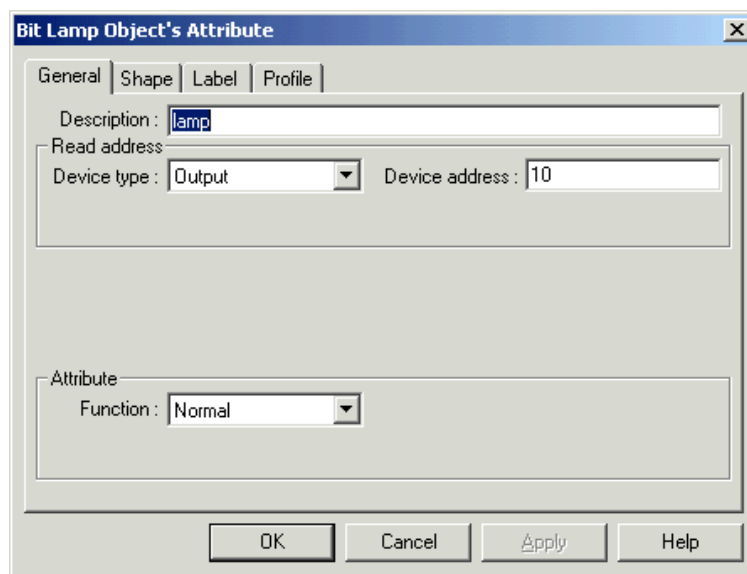 Bit Lamp Object's Attribute
General Shape Label Profile
Description : lamp
Read address
Device type : Output Device address : 10
Attribute
Function : Normal
OK Cancel Apply Help